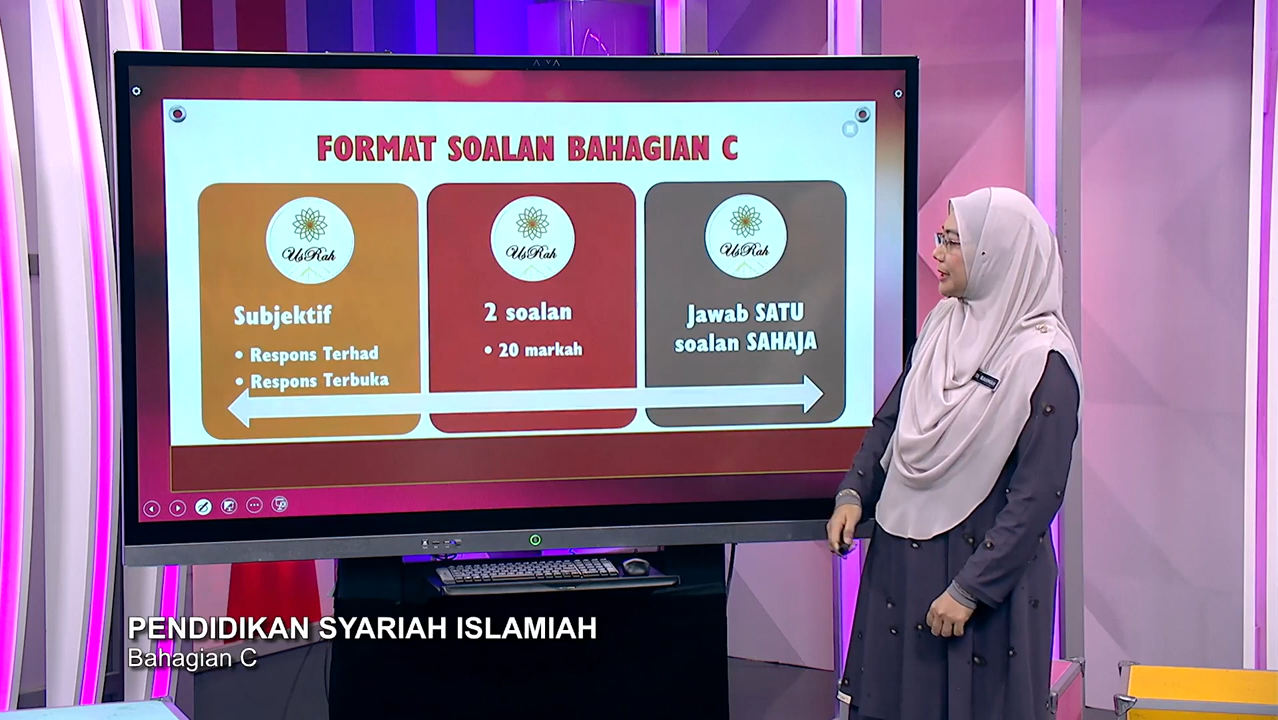 AVA
FORMAT SOALAN BAHAGIAN C
UsRah
UsRah
UsRah
Subjektif
• Respons Terhad
• Respons Terbuka
2 soalan
• 20 markah
Jawab SATU
soalan SAHAJA
PENDIDIKAN SYARIAH ISLAMIAH
Bahagian C